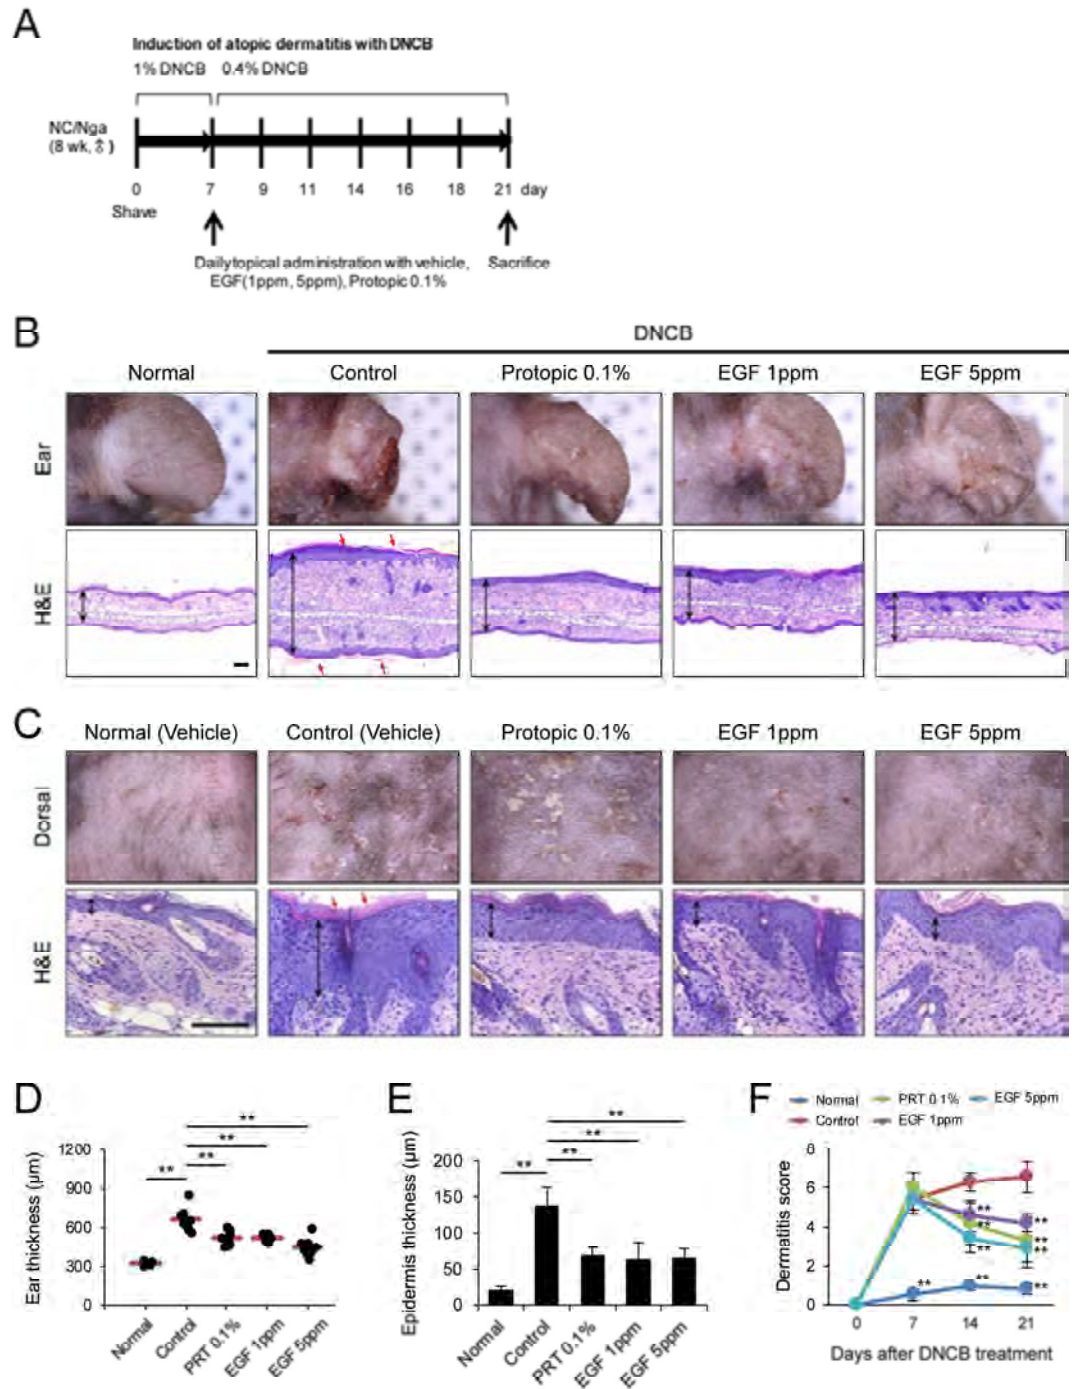 A
Induction of atopic dermatitis with DNCB
1% DNCB 0.4% DNCB
NC/Nga
(8 wk, ♂)
0 7 9 11 14 16 18 21 day
Shave
Daily topical administration with vehicle,
EGF(1ppm, 5ppm), Protopic 0.1%
Sacrifice
B
DNCB
Normal Control Protopic 0.1% EGF 1ppm EGF 5ppm
Ear
H&E
C
Normal (Vehicle) Control (Vehicle) Protopic 0.1% EGF 1ppm EGF 5ppm
Dorsal
H&E
D
Ear thickness (µm)
1200
900
600
300
0
** ** ** **
Normal Control PRT 0.1% EGF 1ppm EGF 5ppm
E
Epidermis thickness (µm)
200
150
100
50
0
** ** ** **
Normal Control PRT 0.1% EGF 1ppm EGF 5ppm
F
Normal PRT 0.1% EGF 5ppm
Control EGF 1ppm
Dermatitis score
8
6
4
2
0
** ** ** ** ** ** ** ** **
0 7 14 21
Days after DNCB treatment